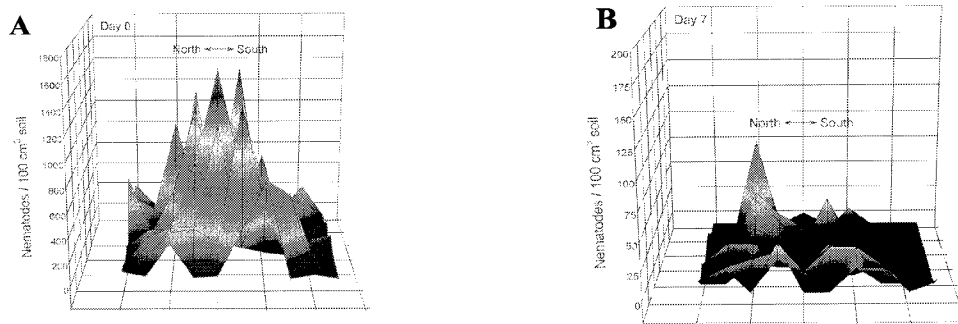 A
Day 0
North ↔ South
1800
1600
1400
1200
1000
800
600
400
200
0
Nematodes / 100 cm³ soil
B
Day 7
North ↔ South
200
175
150
125
100
75
50
25
0
Nematodes / 100 cm³ soil